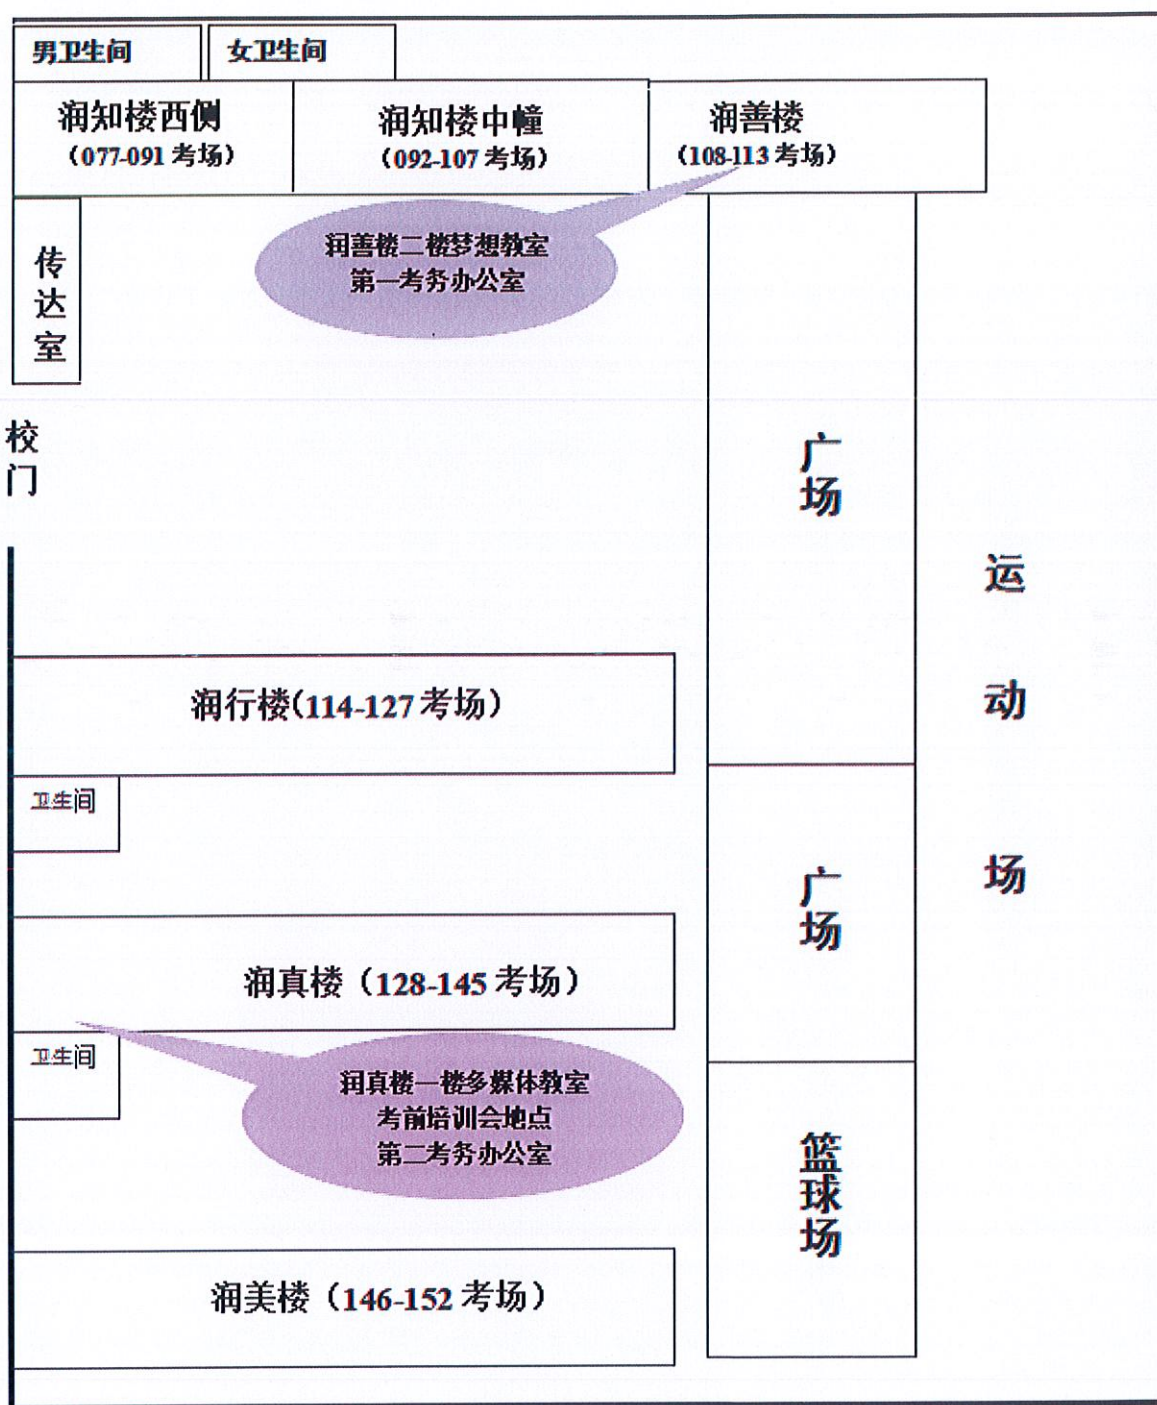 男卫生间
女卫生间
润知楼西侧
（077-091 考场）
润知楼中幢
（092-107 考场）
润善楼
（108-113 考场）
润善楼二楼梦想教室
第一考务办公室
传达室
校门
广场
运动场
润行楼(114-127 考场）
卫生间
广场
润真楼（128-145 考场）
卫生间
润真楼一楼多媒体教室
考前培训会地点
第二考务办公室
篮球场
润美楼（146-152 考场）